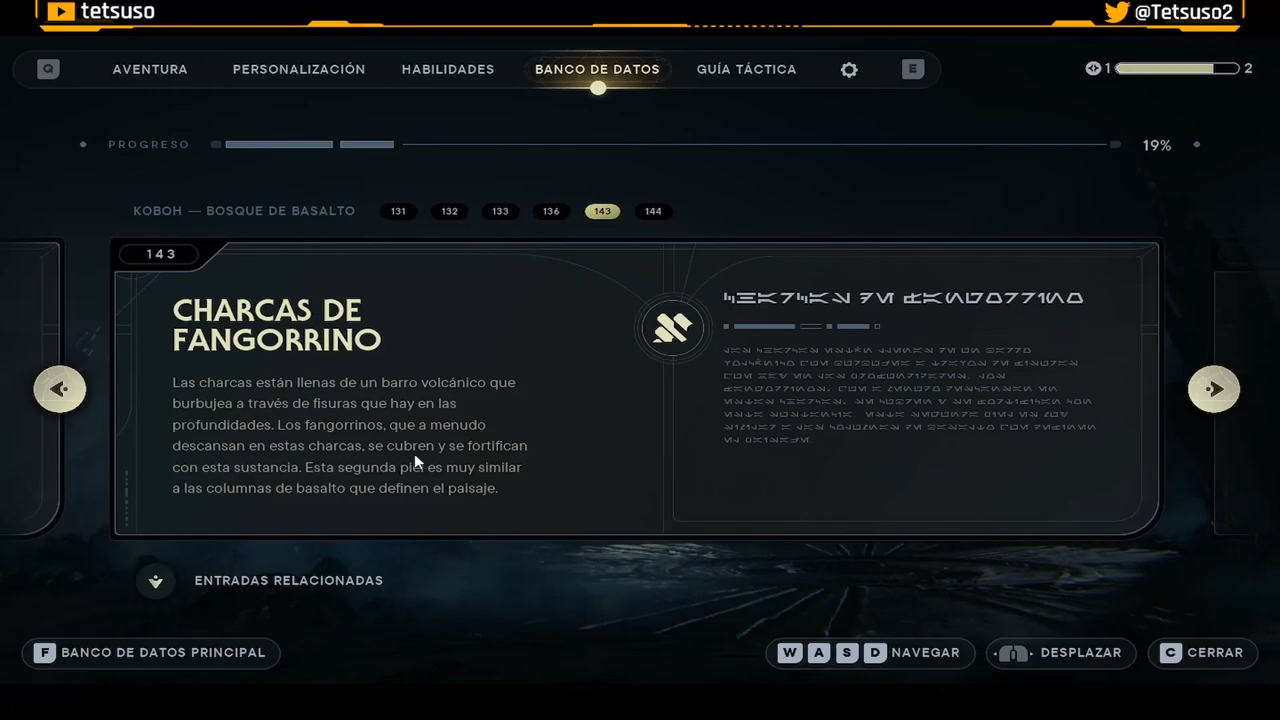 tetsuso
@Tetsuso2
Q
AVENTURA
PERSONALIZACIÓN
HABILIDADES
BANCO DE DATOS
GUÍA TÁCTICA
E
1
2
PROGRESO
19%
KOBOH — BOSQUE DE BASALTO
131
132
133
136
143
144
143
CHARCAS DE
FANGORRINO
Las charcas están llenas de un barro volcánico que
burbujea a través de fisuras que hay en las
profundidades. Los fangorrinos, que a menudo
descansan en estas charcas, se cubren y se fortifican
con esta sustancia. Esta segunda piel es muy similar
a las columnas de basalto que definen el paisaje.
ENTRADAS RELACIONADAS
F BANCO DE DATOS PRINCIPAL
W A S D NAVEGAR
DESPLAZAR
C CERRAR